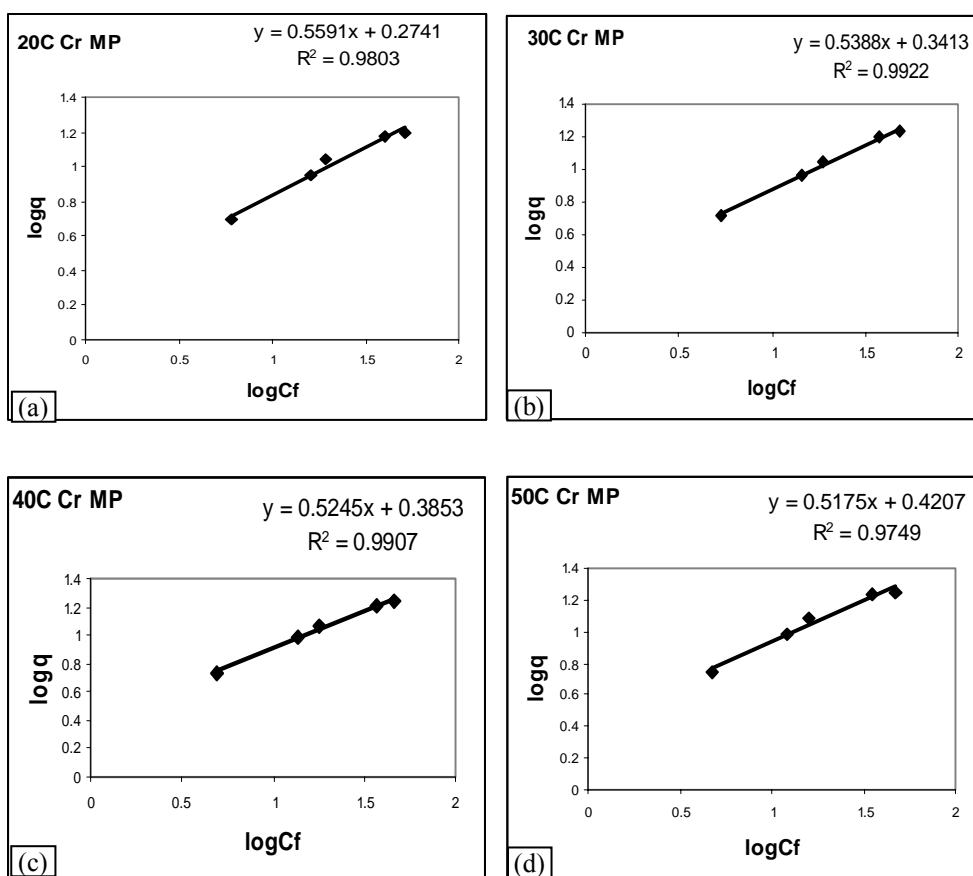 20C Cr MP
y = 0.5591x + 0.2741
R² = 0.9803
1.4
1.2
1
0.8
0.6
0.4
0.2
0
logq
0 0.5 1 1.5 2
logCf
(a)
30C Cr MP
y = 0.5388x + 0.3413
R² = 0.9922
1.4
1.2
1
0.8
0.6
0.4
0.2
0
logq
0 0.5 1 1.5 2
logCf
(b)
40C Cr MP
y = 0.5245x + 0.3853
R² = 0.9907
1.4
1.2
1
0.8
0.6
0.4
0.2
0
logq
0 0.5 1 1.5 2
logCf
(c)
50C Cr MP
y = 0.5175x + 0.4207
R² = 0.9749
1.4
1.2
1
0.8
0.6
0.4
0.2
0
logq
0 0.5 1 1.5 2
logCf
(d)